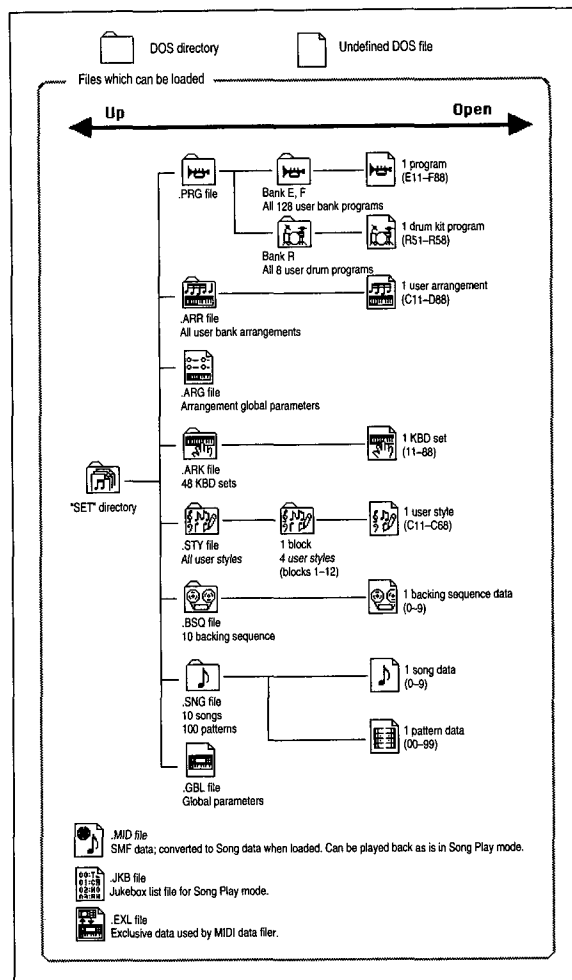 DOS directory
Undefined DOS file
Files which can be loaded
Up
Open
.PRG file
Bank E, F
All 128 user bank programs
1 program
(E11–F88)
Bank R
All 8 user drum programs
1 drum kit program
(R51–R58)
.ARR file
All user bank arrangements
1 user arrangement
(C11–D88)
.ARG file
Arrangement global parameters
"SET" directory
.ARK file
48 KBD sets
1 KBD set
(11–88)
.STY file
All user styles
1 block
4 user styles
(blocks 1–12)
1 user style
(C11–C68)
.BSQ file
10 backing sequence
1 backing sequence data
(0–9)
.SNG file
10 songs
100 patterns
1 song data
(0–9)
1 pattern data
(00–99)
.GBL file
Global parameters
.MID file
SMF data; converted to Song data when loaded. Can be played back as is in Song Play mode.
.JKB file
Jukebox list file for Song Play mode.
.EXL file
Exclusive data used by MIDI data filer.